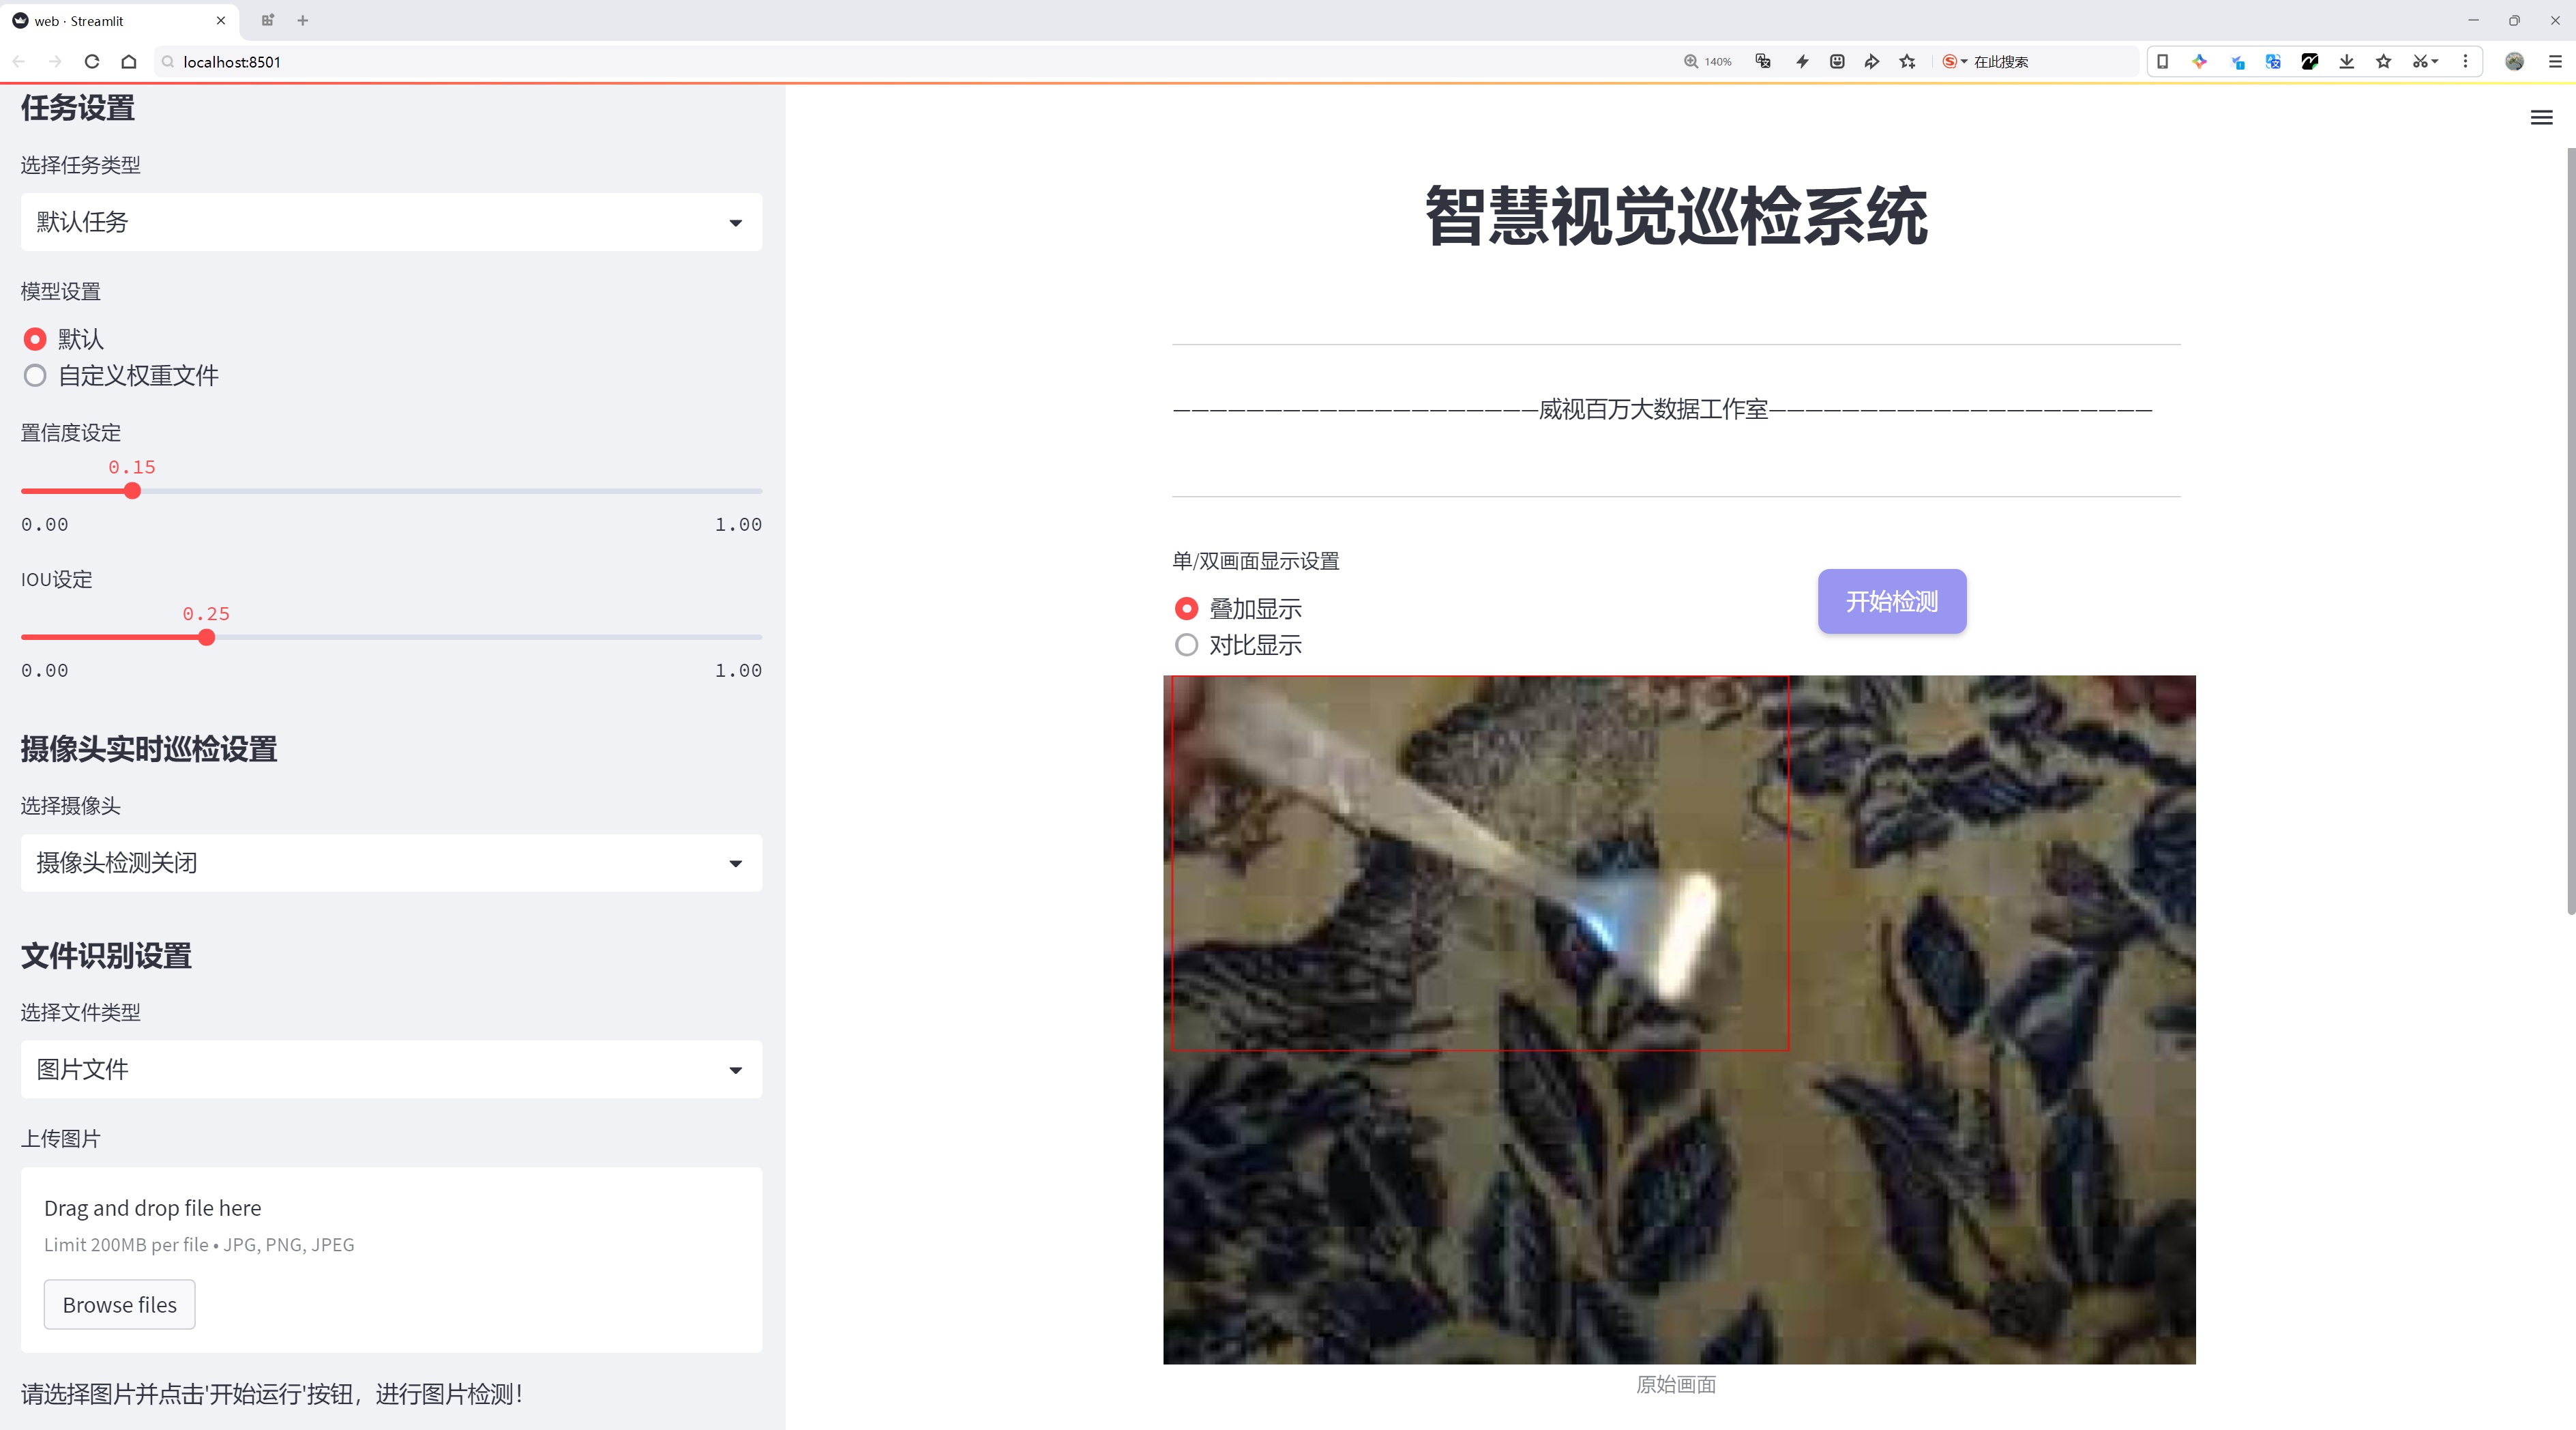 web · Streamlit
localhost:8501
140%
在此搜索
任务设置
选择任务类型
默认任务
模型设置
默认
自定义权重文件
置信度设定
0.15
0.00 1.00
IOU设定
0.25
0.00 1.00
摄像头实时巡检设置
选择摄像头
摄像头检测关闭
文件识别设置
选择文件类型
图片文件
上传图片
Drag and drop file here
Limit 200MB per file • JPG, PNG, JPEG
Browse files
请选择图片并点击'开始运行'按钮，进行图片检测！
智慧视觉巡检系统
————————————————————威视百万大数据工作室—————————————————————
单/双画面显示设置
叠加显示
对比显示
开始检测
原始画面